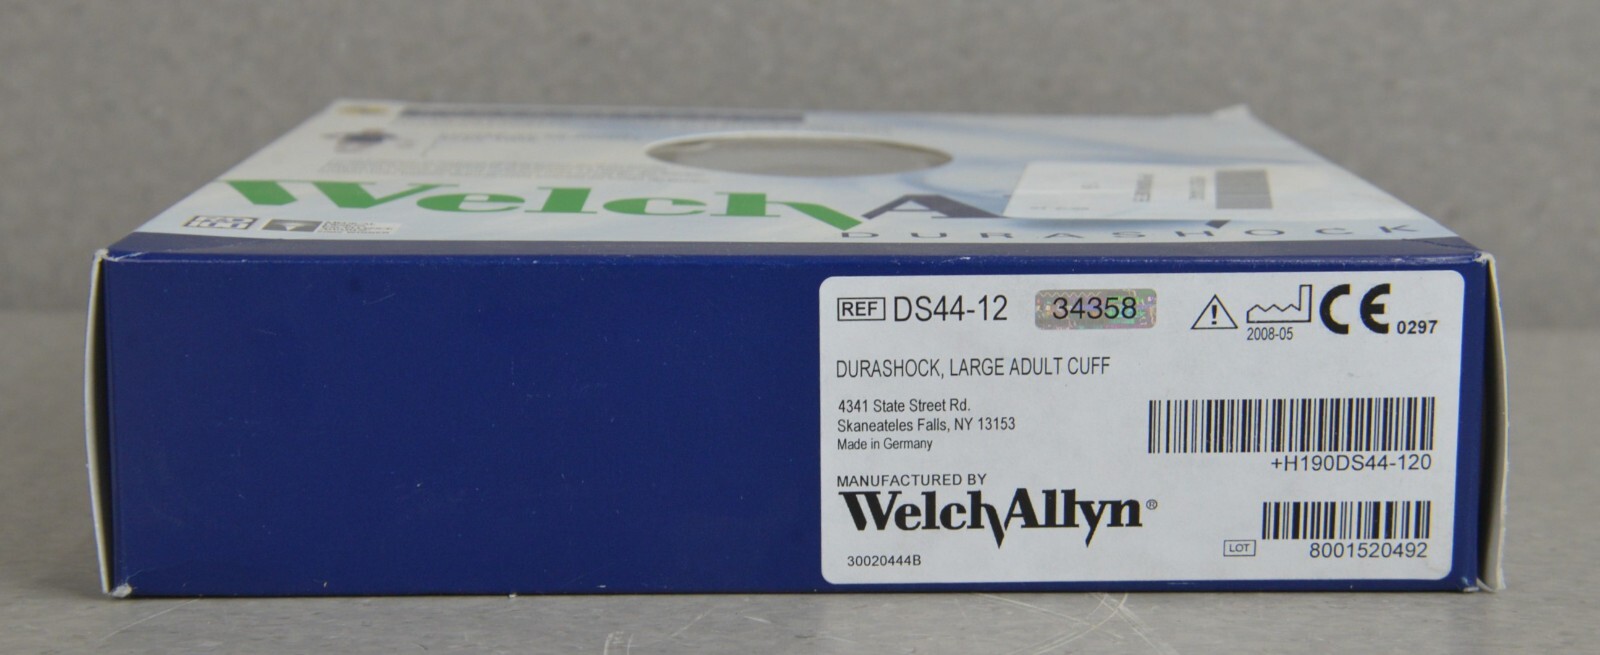 WelchA
DURASHOCK
REF DS44-12 34358
2008-05
CE 0297
DURASHOCK, LARGE ADULT CUFF
4341 State Street Rd.
Skaneateles Falls, NY 13153
Made in Germany
+H190DS44-120
MANUFACTURED BY
WelchAllyn®
LOT 8001520492
30020444B